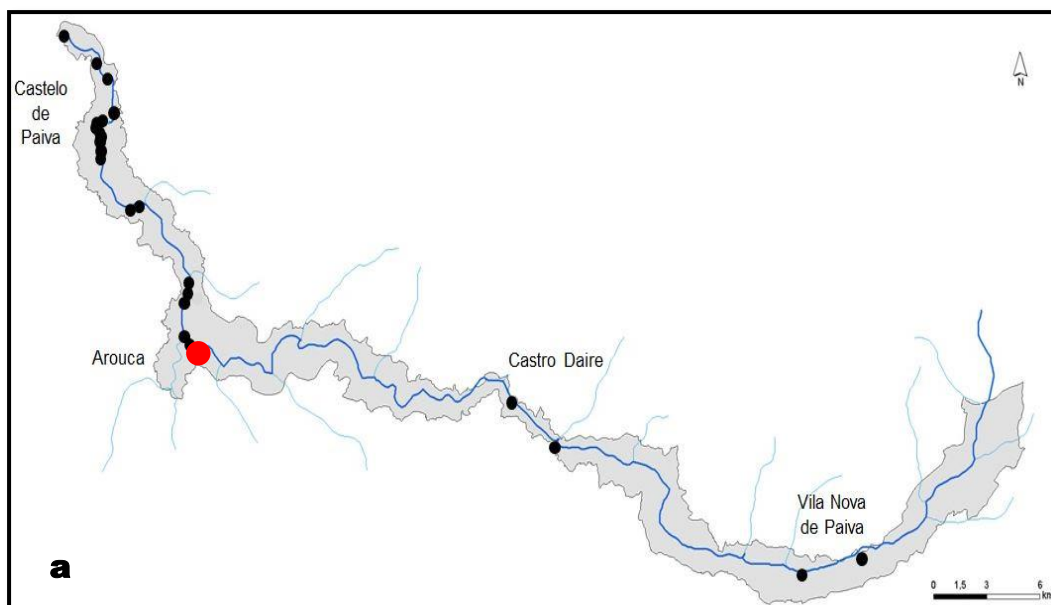 Castelo
de
Paiva
N
Arouca
Castro Daire
Vila Nova
de Paiva
a
0 1,5 3 6
km